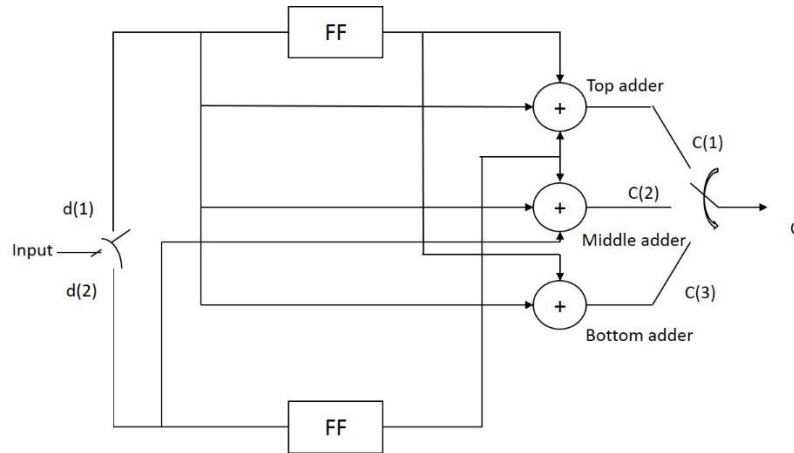 FF
+
Top adder
C(1)
d(1)
C(2)
+
Input
Middle adder
d(2)
C(3)
+
Bottom adder
FF